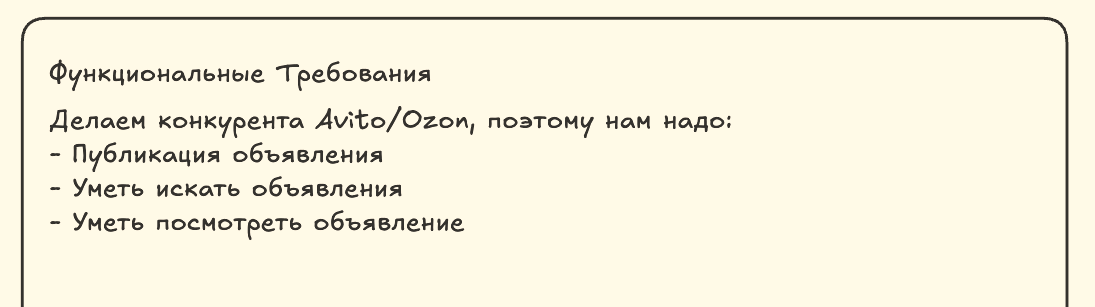 Функциональные Требования
Делаем конкурента Avito/Ozon, поэтому нам надо:
- Публикация объявления
- Уметь искать объявления
- Уметь посмотреть объявление